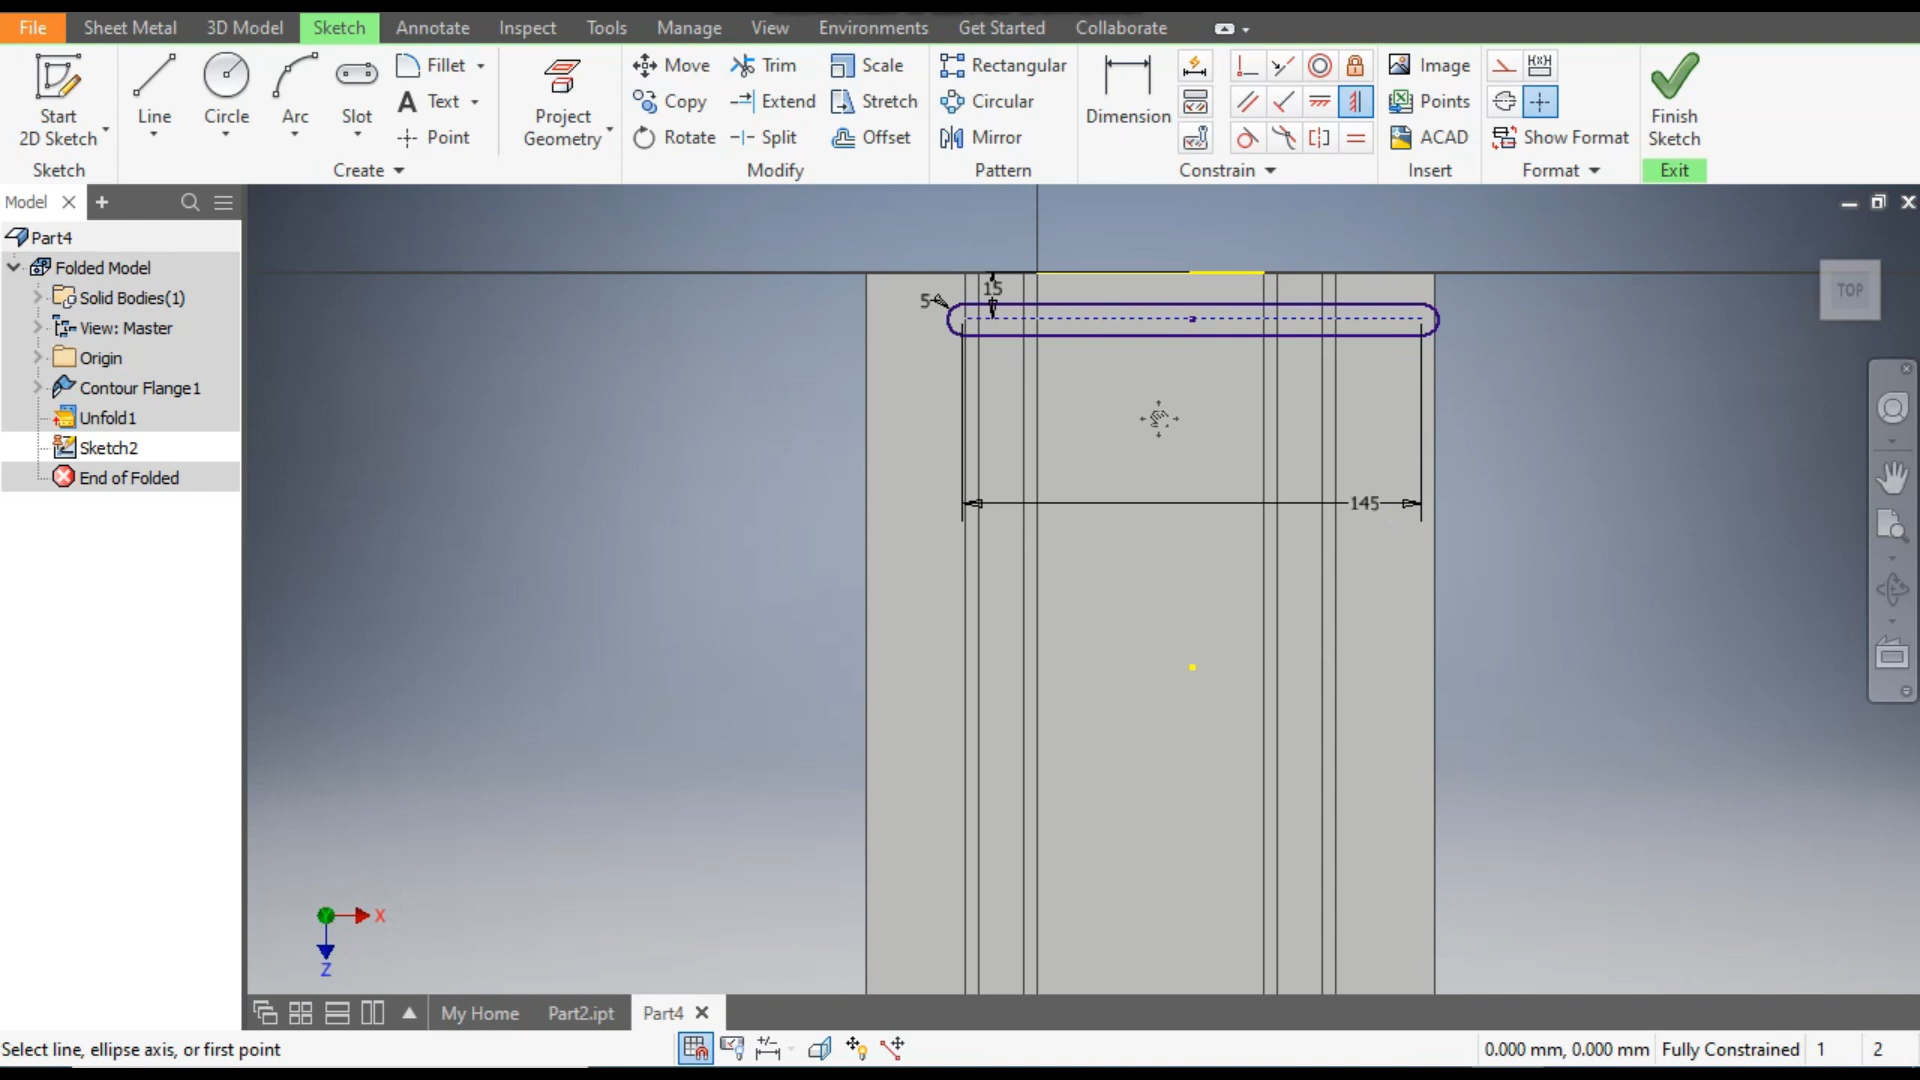 File Sheet Metal 3D Model Sketch Annotate Inspect Tools Manage View Environments Get Started Collaborate
Start 2D Sketch
Line
Circle
Arc
Slot
Fillet
Text
Point
Project Geometry
Move Trim Scale
Copy Extend Stretch
Rotate Split Offset
Rectangular
Circular
Mirror
Dimension
Image
Points
ACAD
Show Format
Finish Sketch
Sketch Create Modify Pattern Constrain Insert Format Exit
Model
Part4
Folded Model
Solid Bodies(1)
View: Master
Origin
Contour Flange1
Unfold1
Sketch2
End of Folded
TOP
15
5
145
X
Z
My Home Part2.ipt Part4
Select line, ellipse axis, or first point
0.000 mm, 0.000 mm Fully Constrained 1 2